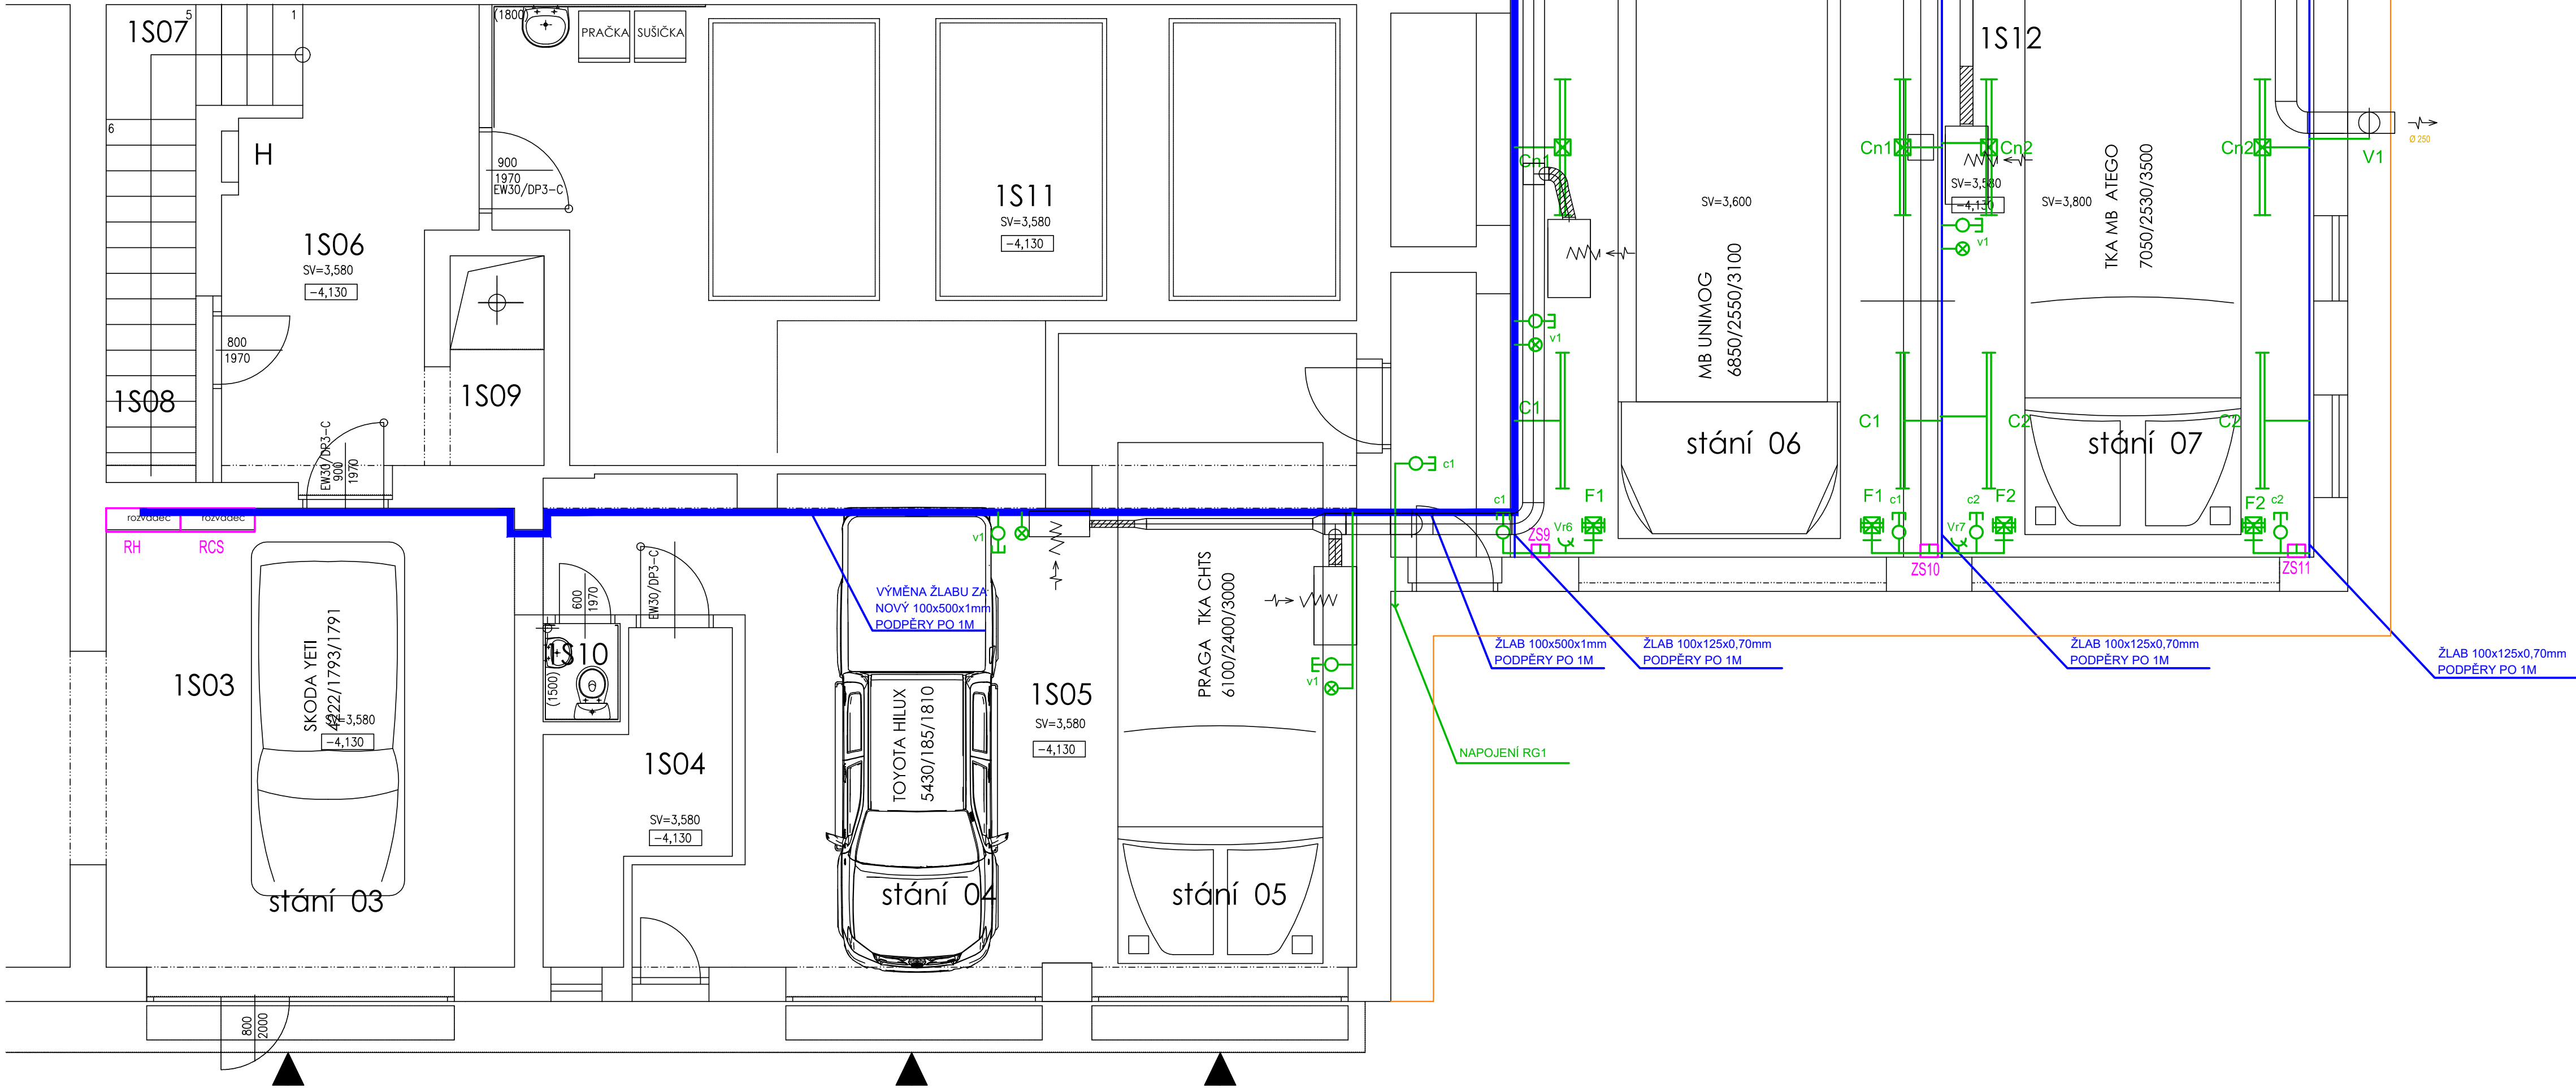 1S07
5
1
6
H
1S06
SV=3,580
-4,130
800
1970
1S08
EW30/DP3-C
900
1970
(1800)
PRAČKA
SUŠIČKA
900
1970
EW30/DP3-C
1S09
1S11
SV=3,580
-4,130
Cn1
v1
C1
c1
SV=3,600
MB UNIMOG
6850/2550/3100
stání 06
Cn1
C1
1S12
Cn2
SV=3,580
-4,130
v1
SV=3,800
TKA MB ATEGO
7050/2530/3500
C2
stání 07
Cn2
C2
V1
Ø 250
c1
Vr6
F1
ZS9
F1
c1
ZS10
c2
F2
Vr7
F2
c2
ZS11
rozvaděč
rozvaděč
RH
RCS
1S03
SKODA YETI
4222/1793/1791
SV=3,580
-4,130
stání 03
800
2000
600
1970
EW30/DP3-C
1S10
(1500)
1S04
SV=3,580
-4,130
VÝMĚNA ŽLABU ZA
NOVÝ 100x500x1mm
PODPĚRY PO 1M
v1
TOYOTA HILUX
5430/185/1810
stání 04
1S05
SV=3,580
-4,130
PRAGA TKA CHTS
6100/2400/3000
v1
stání 05
ŽLAB 100x500x1mm
PODPĚRY PO 1M
ŽLAB 100x125x0,70mm
PODPĚRY PO 1M
ŽLAB 100x125x0,70mm
PODPĚRY PO 1M
ŽLAB 100x125x0,70mm
PODPĚRY PO 1M
NAPOJENÍ RG1